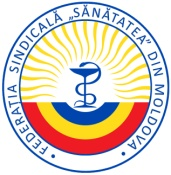 FEDERAȚIA SINDICALĂ „SĂNĂTATEA” DIN MOLDOVA